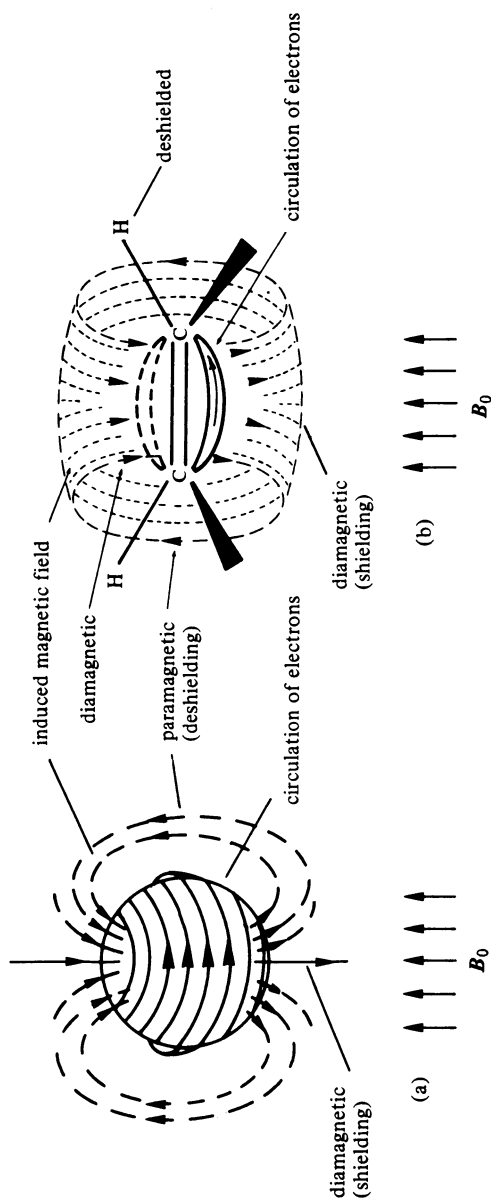 induced magnetic field
diamagnetic
paramagnetic
(deshielding)
circulation of electrons
diamagnetic
(shielding)
B₀
(a)
H
H
C
C
deshielded
circulation of electrons
diamagnetic
(shielding)
B₀
(b)